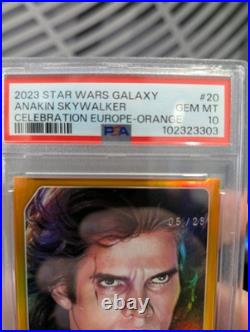 2023 STAR WARS GALAXY #20
ANAKIN SKYWALKER GEM MT
CELEBRATION EUROPE-ORANGE 10
PSA 102323303
05/25